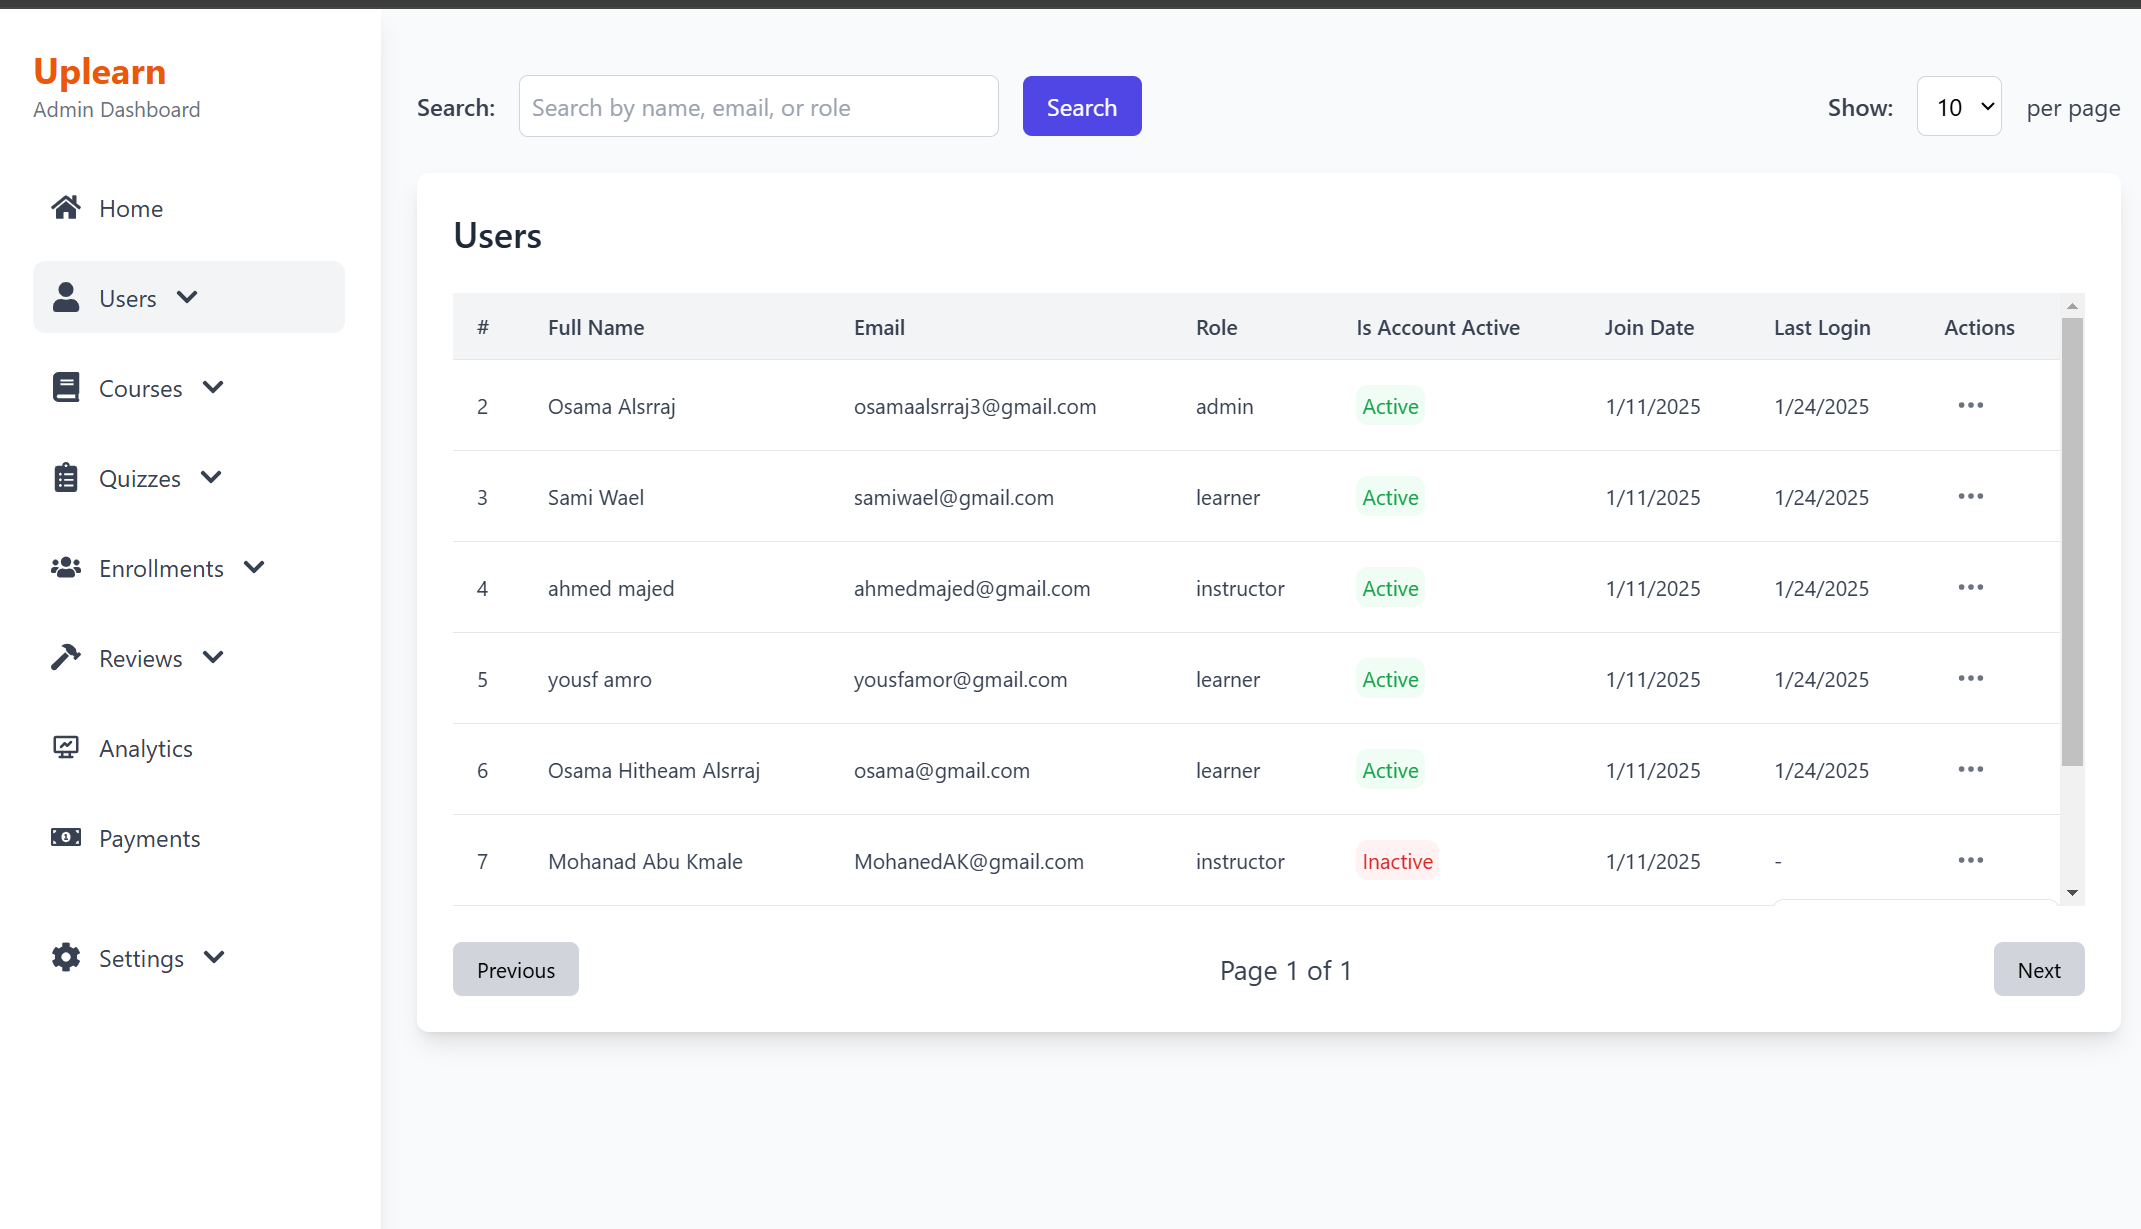 Uplearn
Admin Dashboard
Home
Users
Courses
Quizzes
Enrollments
Reviews
Analytics
Payments
Settings
Search: Search by name, email, or role Search Show: 10 per page
Users
# Full Name Email Role Is Account Active Join Date Last Login Actions
2 Osama Alsrraj osamaalsrraj3@gmail.com admin Active 1/11/2025 1/24/2025 •••
3 Sami Wael samiwael@gmail.com learner Active 1/11/2025 1/24/2025 •••
4 ahmed majed ahmedmajed@gmail.com instructor Active 1/11/2025 1/24/2025 •••
5 yousf amro yousfamor@gmail.com learner Active 1/11/2025 1/24/2025 •••
6 Osama Hitheam Alsrraj osama@gmail.com learner Active 1/11/2025 1/24/2025 •••
7 Mohanad Abu Kmale MohanedAK@gmail.com instructor Inactive 1/11/2025 - •••
Previous Page 1 of 1 Next